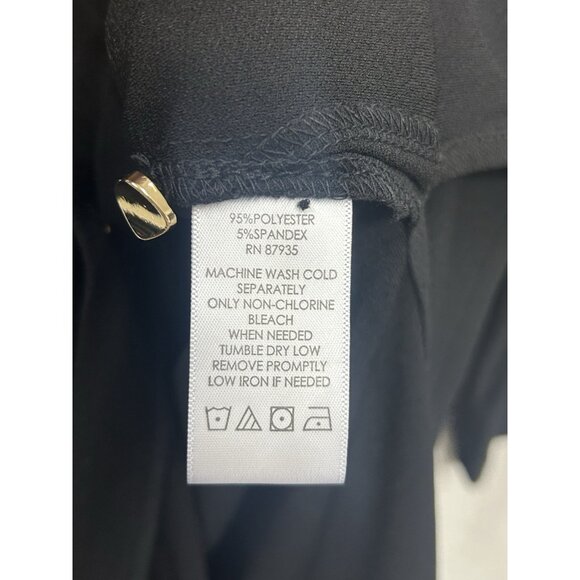 95%POLYESTER
5%SPANDEX
RN 87935
MACHINE WASH COLD
SEPARATELY
ONLY NON-CHLORINE
BLEACH
WHEN NEEDED
TUMBLE DRY LOW
REMOVE PROMPTLY
LOW IRON IF NEEDED